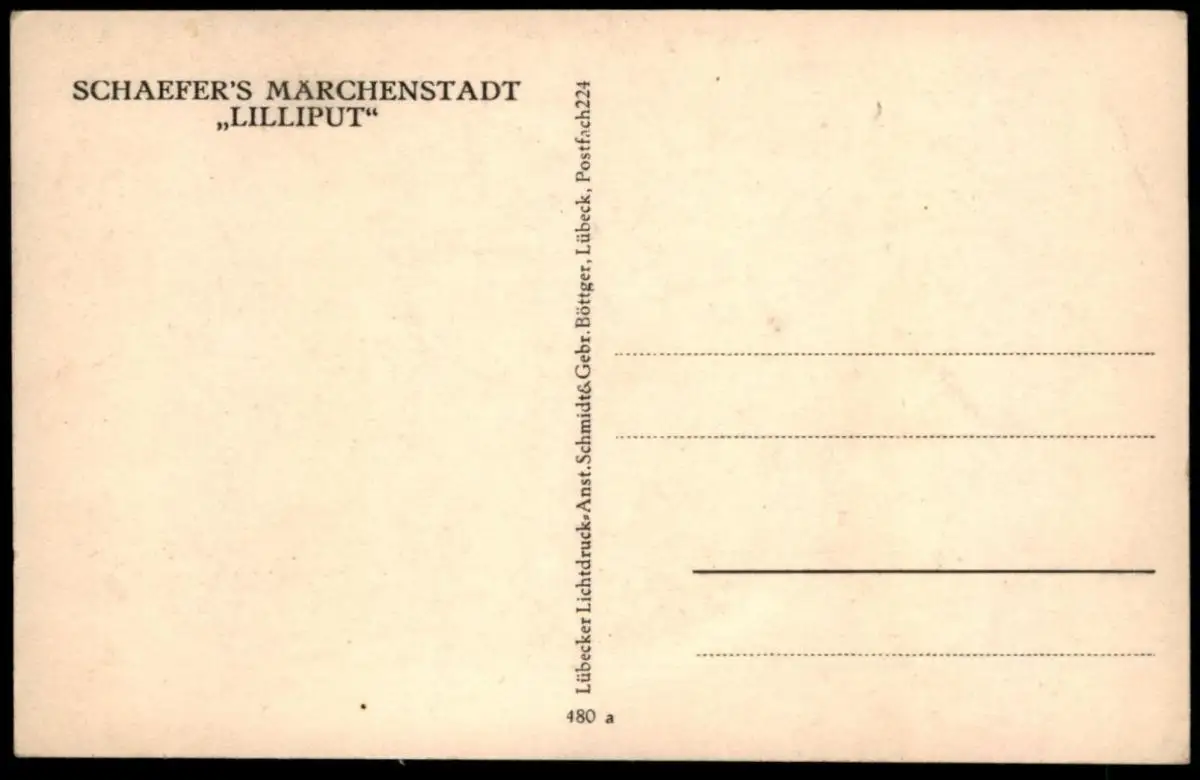 SCHAEFER'S MÄRCHENSTADT
„LILLIPUT“
Lübecker Lichtdruck-Anst. Schmidt & Gebr. Böttger, Lübeck, Postfach 224
480 a